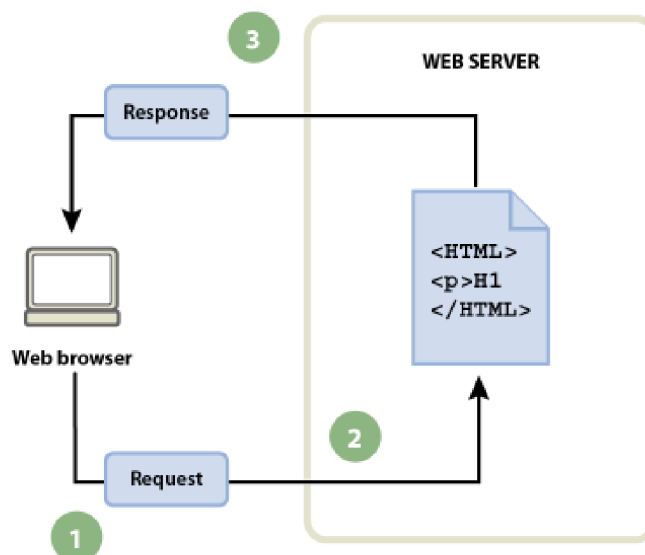 3
WEB SERVER
Response
<HTML>
<p>H1
</HTML>
Web browser
2
Request
1